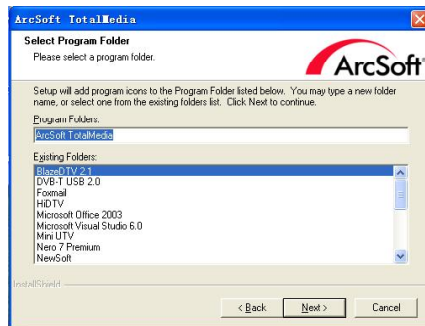 ArcSoft TotalMedia
Select Program Folder
Please select a program folder.
ArcSoft
Setup will add program icons to the Program Folder listed below. You may type a new folder
name, or select one from the existing folders list. Click Next to continue.
Program Folders:
ArcSoft TotalMedia
Existing Folders:
BlazeDTV 2.1
DVB-T USB 2.0
Foxmail
HiDTV
Microsoft Office 2003
Microsoft Visual Studio 6.0
Mini UTV
Nero 7 Premium
NewSoft
InstallShield
< Back
Next >
Cancel